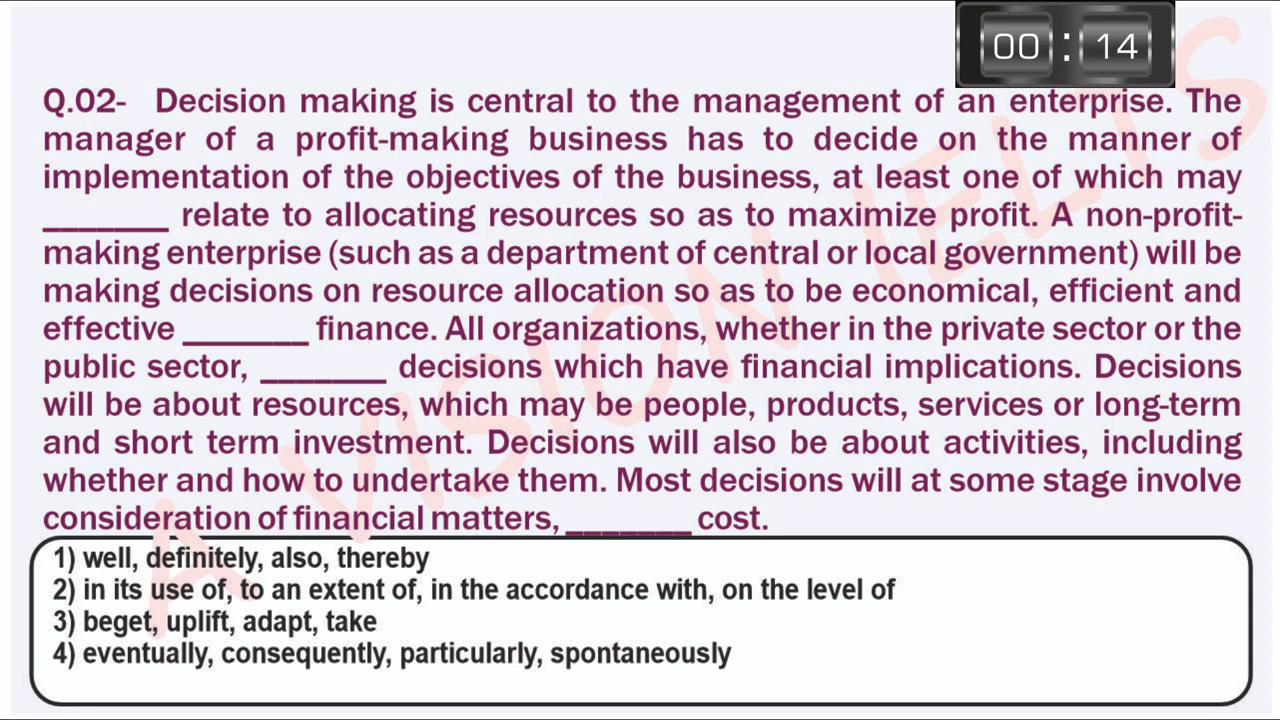 00 : 14
Q.02- Decision making is central to the management of an enterprise. The
manager of a profit-making business has to decide on the manner of
implementation of the objectives of the business, at least one of which may
_______ relate to allocating resources so as to maximize profit. A non-profit-
making enterprise (such as a department of central or local government) will be
making decisions on resource allocation so as to be economical, efficient and
effective _______ finance. All organizations, whether in the private sector or the
public sector, _______ decisions which have financial implications. Decisions
will be about resources, which may be people, products, services or long-term
and short term investment. Decisions will also be about activities, including
whether and how to undertake them. Most decisions will at some stage involve
consideration of financial matters, _______ cost.
1) well, definitely, also, thereby
2) in its use of, to an extent of, in the accordance with, on the level of
3) beget, uplift, adapt, take
4) eventually, consequently, particularly, spontaneously
A VISION IELTS